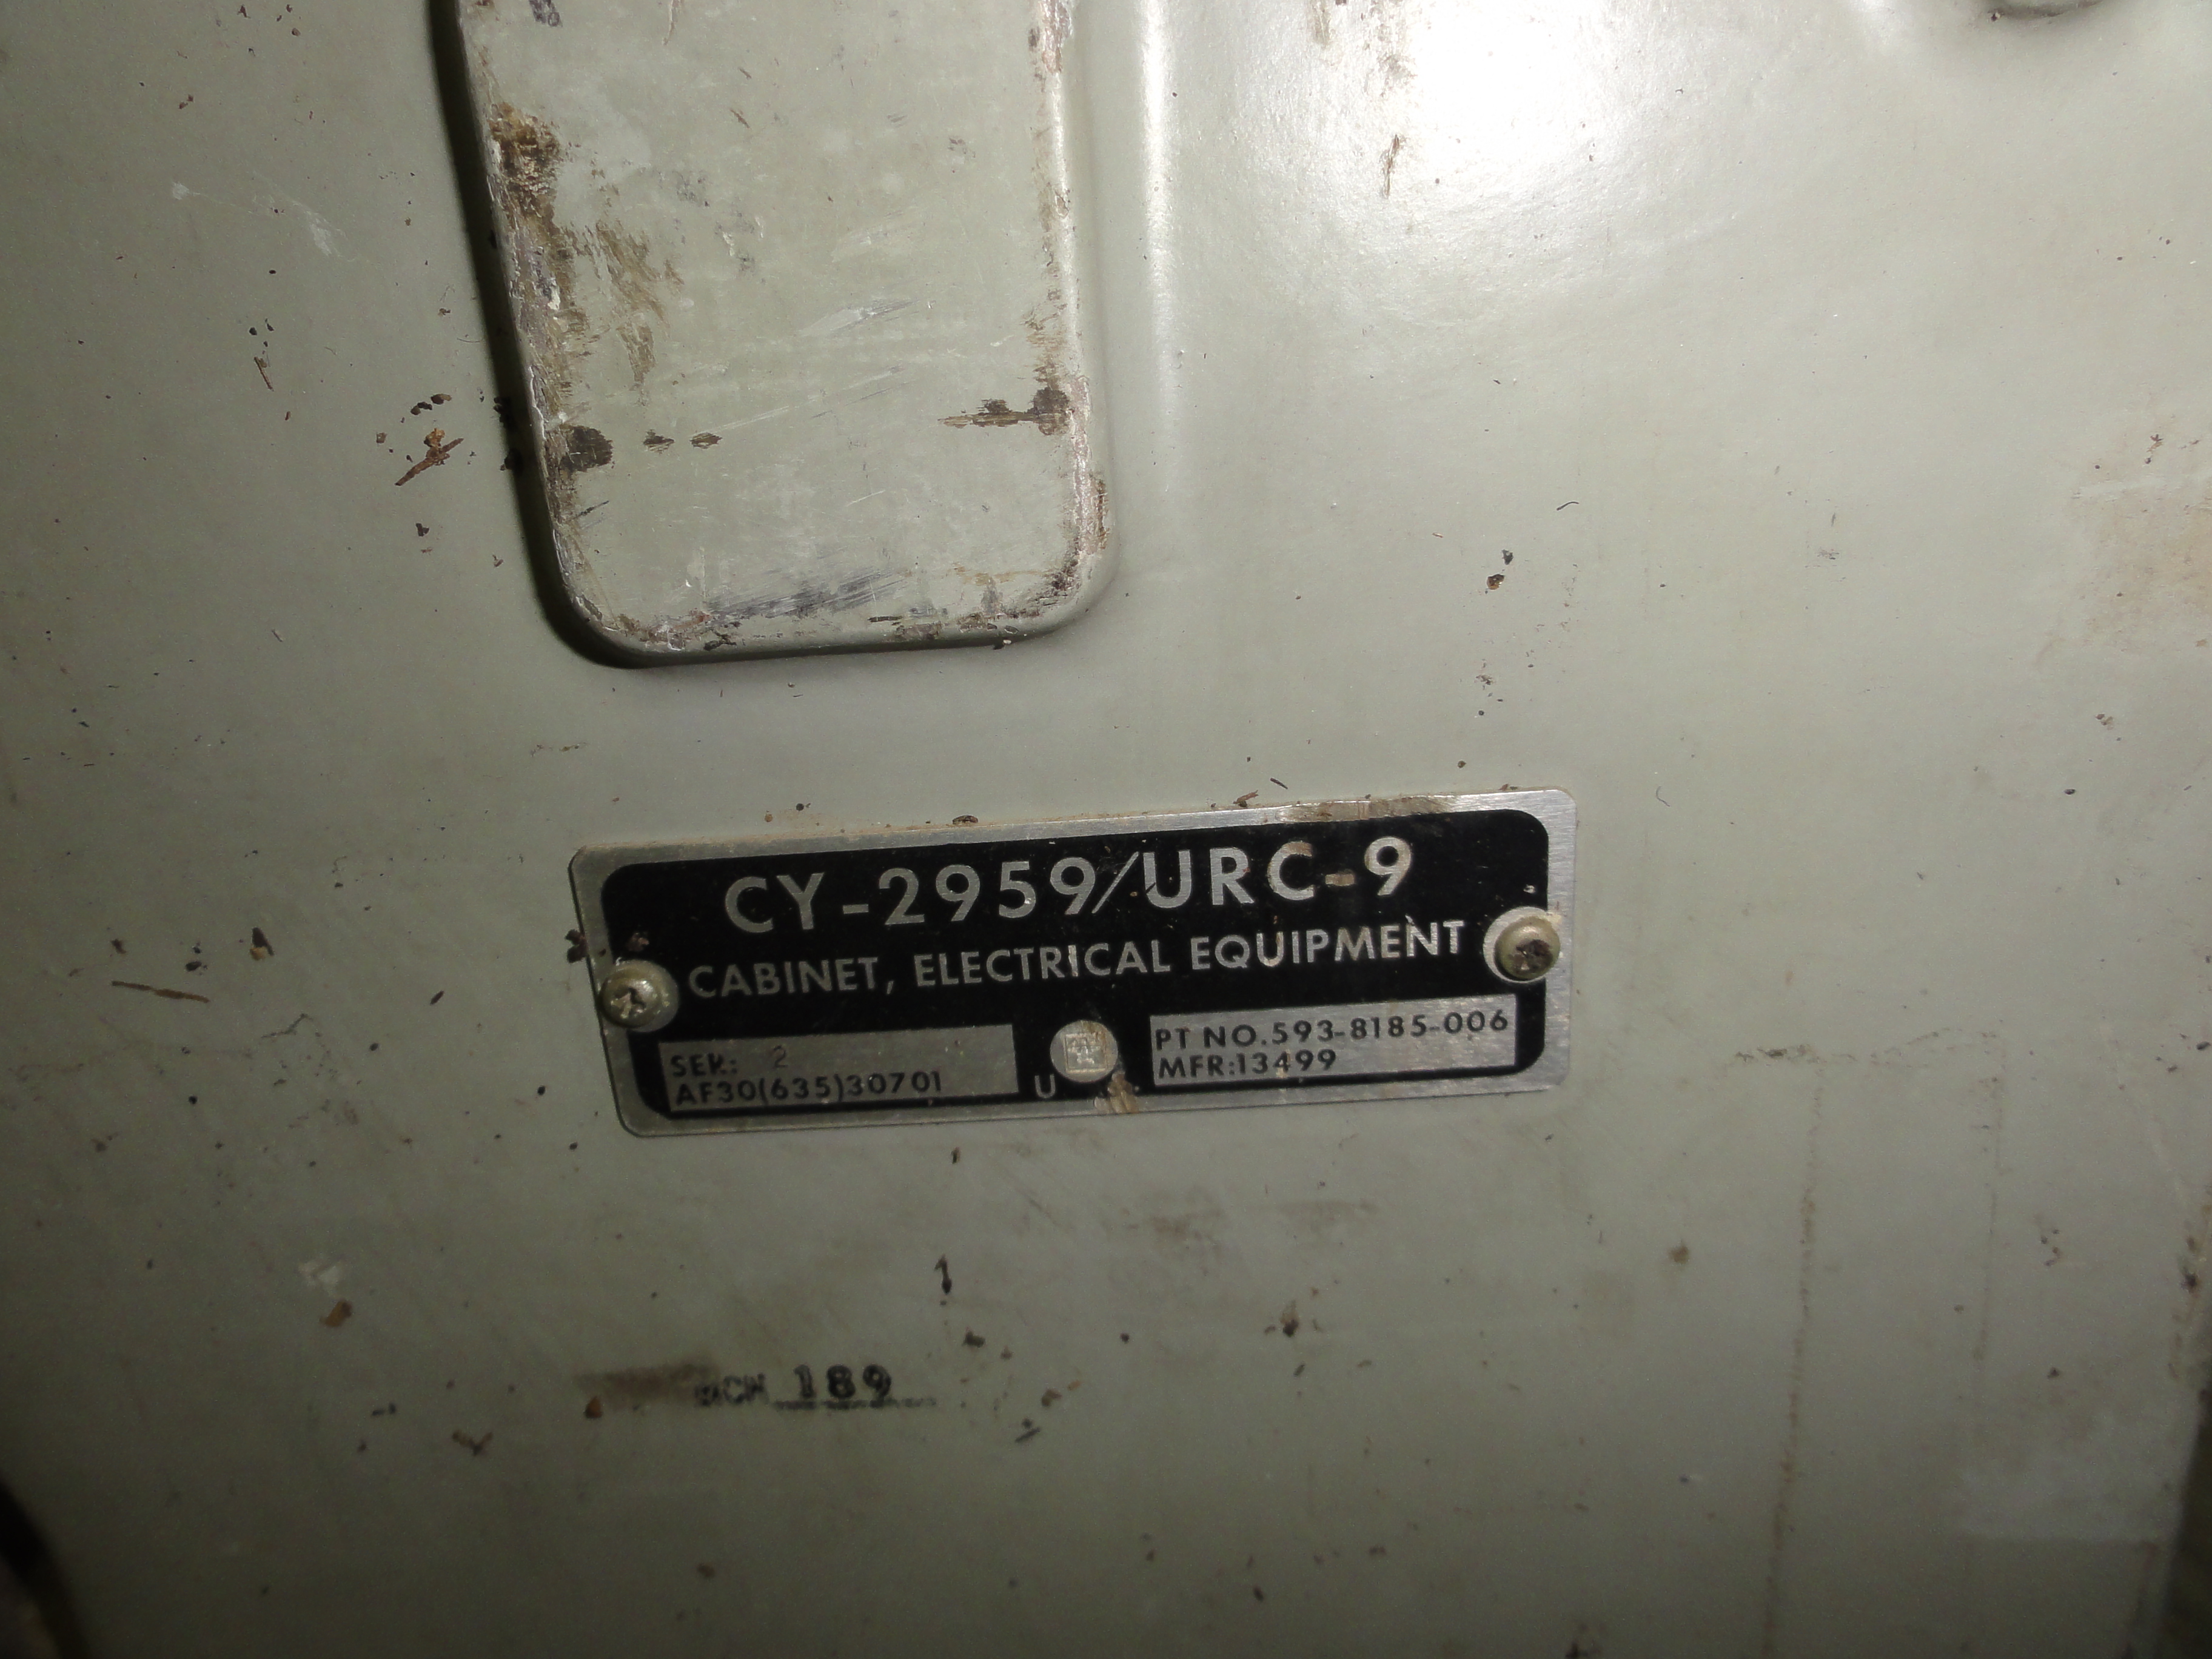 CY-2959/URC-9
CABINET, ELECTRICAL EQUIPMENT
SER: 2
AF30(635)30701
U S
PT NO.593-8185-006
MFR:13499
189